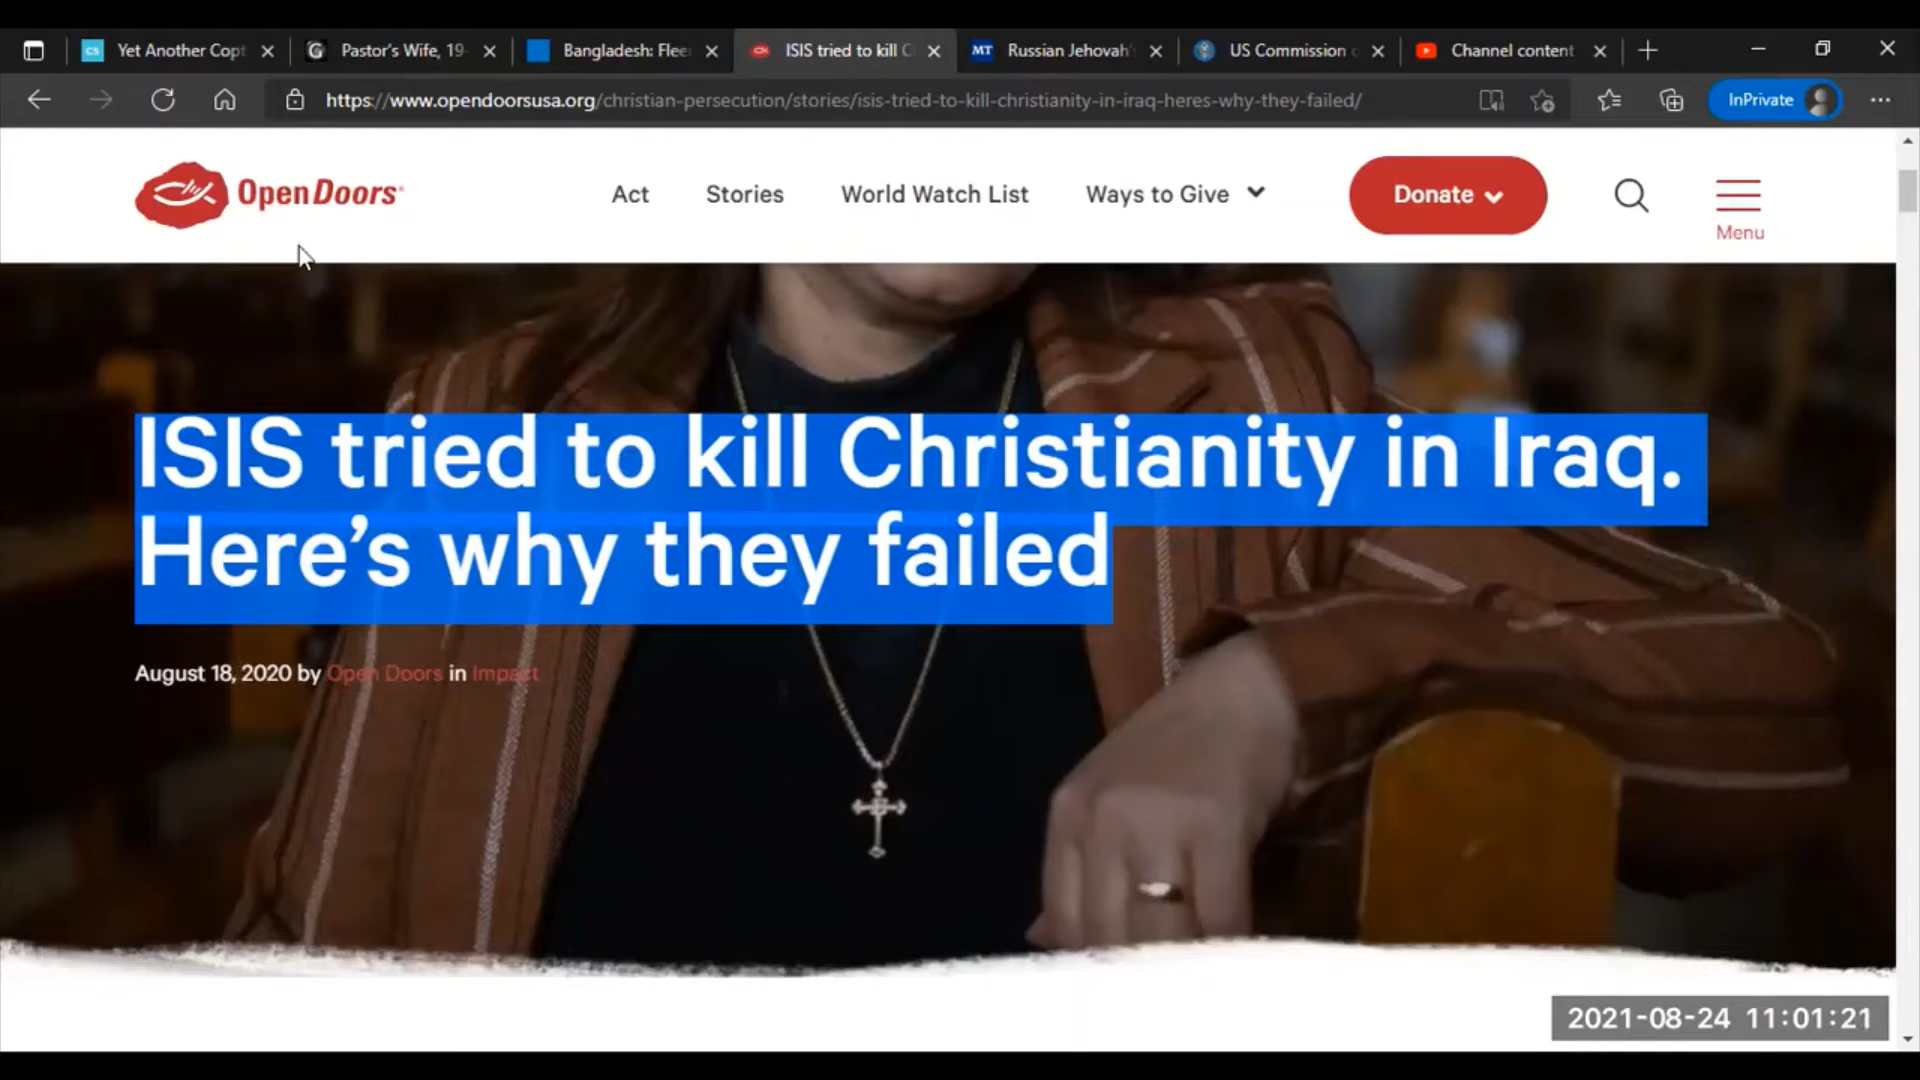 Yet Another Copt
Pastor's Wife, 19-
Bangladesh: Flee
ISIS tried to kill C
Russian Jehovah'
US Commission o
Channel content
https://www.opendoorsusa.org/christian-persecution/stories/isis-tried-to-kill-christianity-in-iraq-heres-why-they-failed/
InPrivate
Open Doors
Act
Stories
World Watch List
Ways to Give
Donate
Menu
ISIS tried to kill Christianity in Iraq.
Here’s why they failed
August 18, 2020 by Open Doors in Impact
2021-08-24 11:01:21